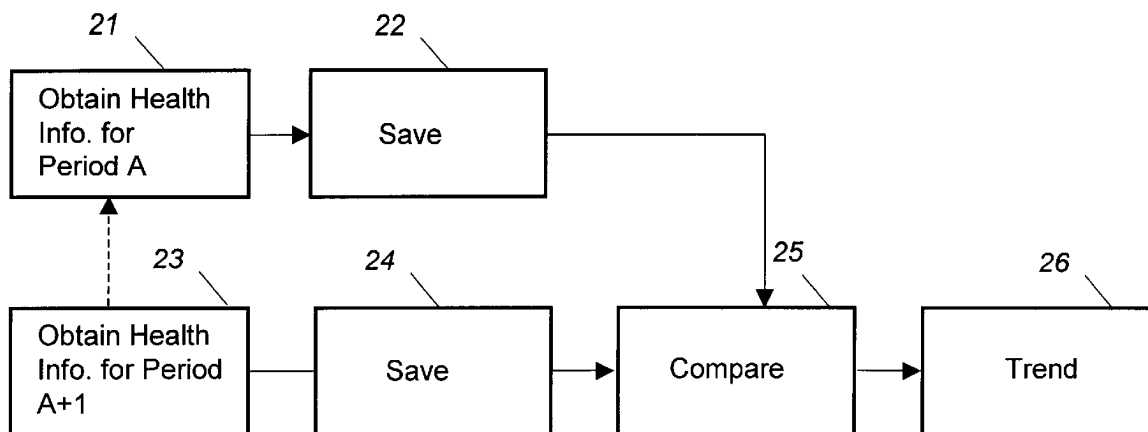 21
22
Obtain Health
Info. for
Period A
Save
23
24
25
26
Obtain Health
Info. for Period
A+1
Save
Compare
Trend